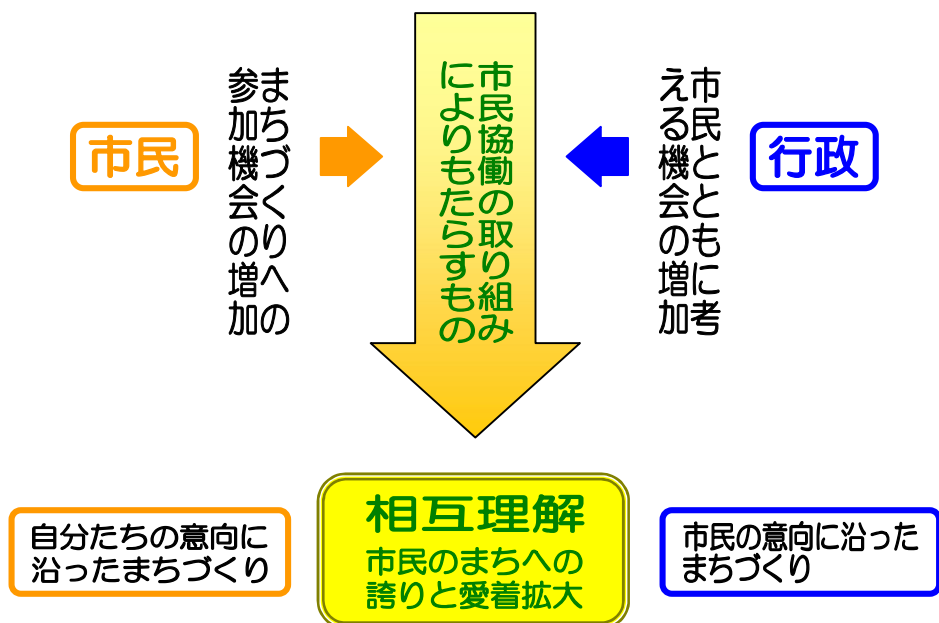 市民
まちづくりへの
参加機会の増加
市民協働の取り組み
によりもたらすもの
市民とともに考
える機会の増加
行政
自分たちの意向に
沿ったまちづくり
相互理解
市民のまちへの
誇りと愛着拡大
市民の意向に沿った
まちづくり